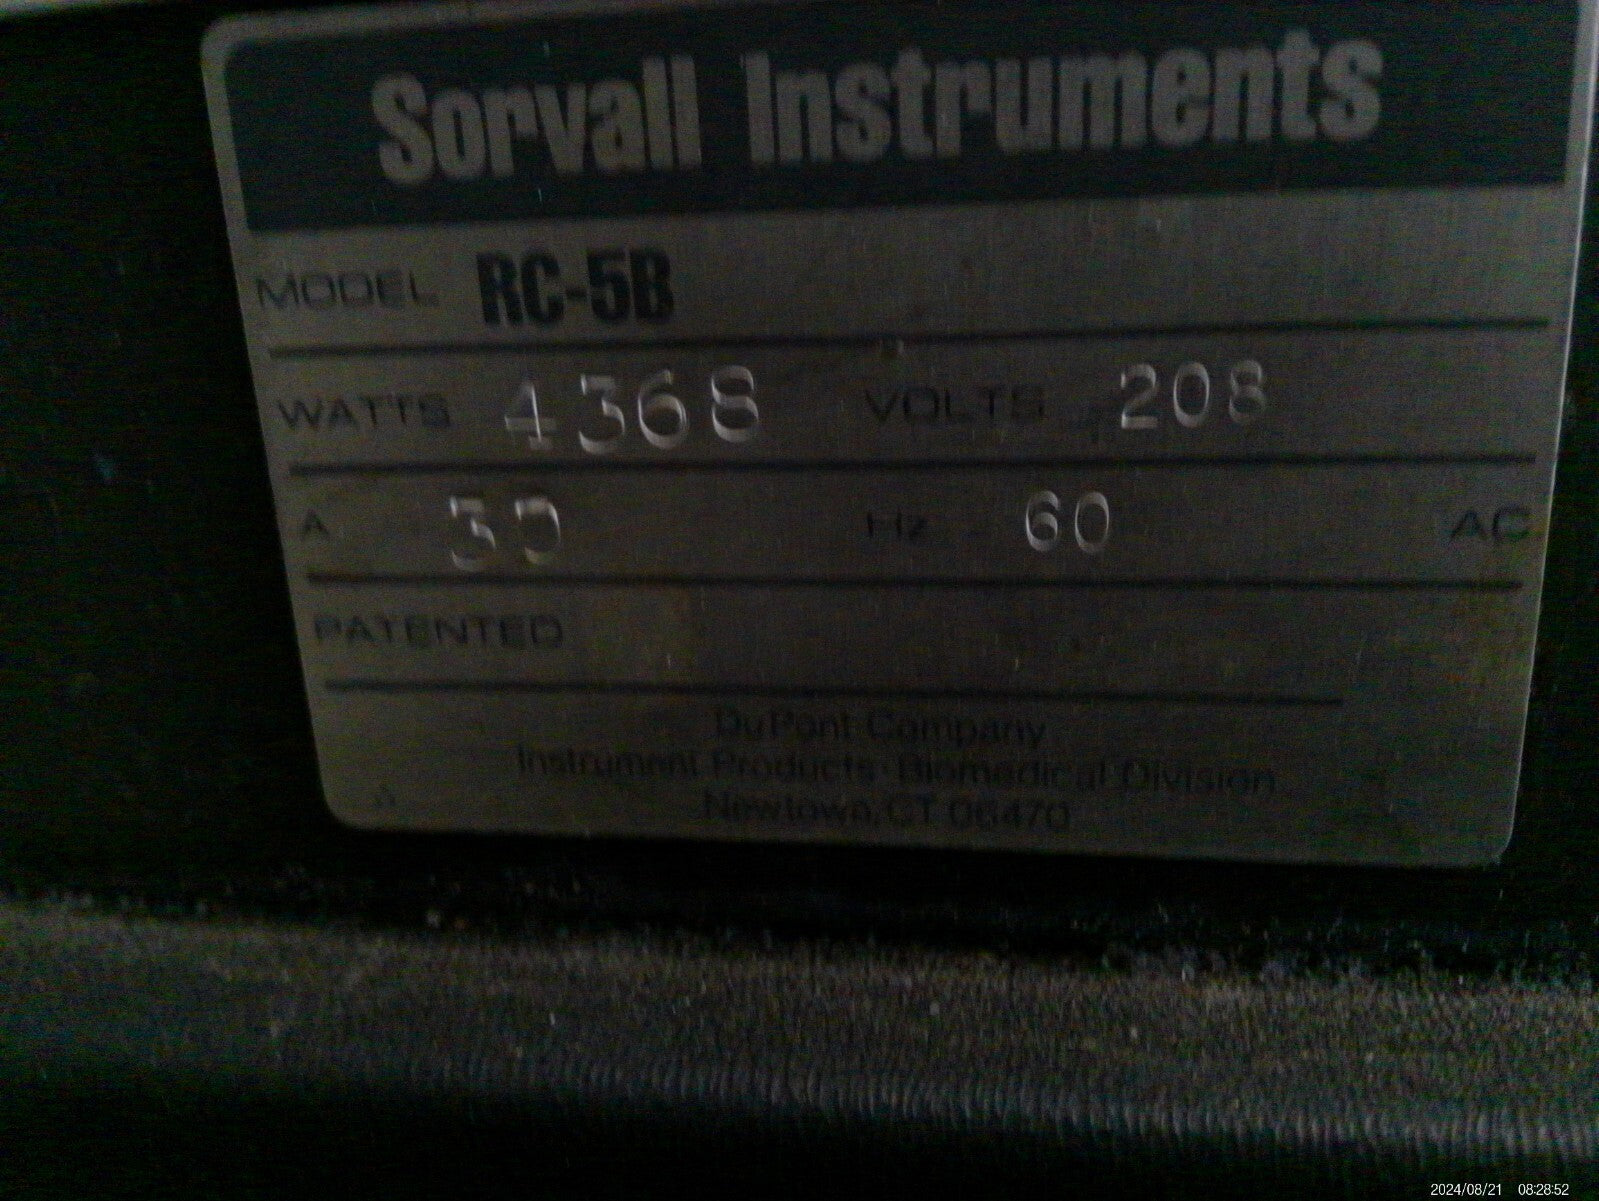 Sorvall Instruments
MODEL RC-5B
WATTS 4368 VOLTS 208
A 30 Hz 60 AC
PATENTED
DuPont Company
Instrument Products Biomedical Division
Newtown, CT 06470
2024/08/21 08:28:52